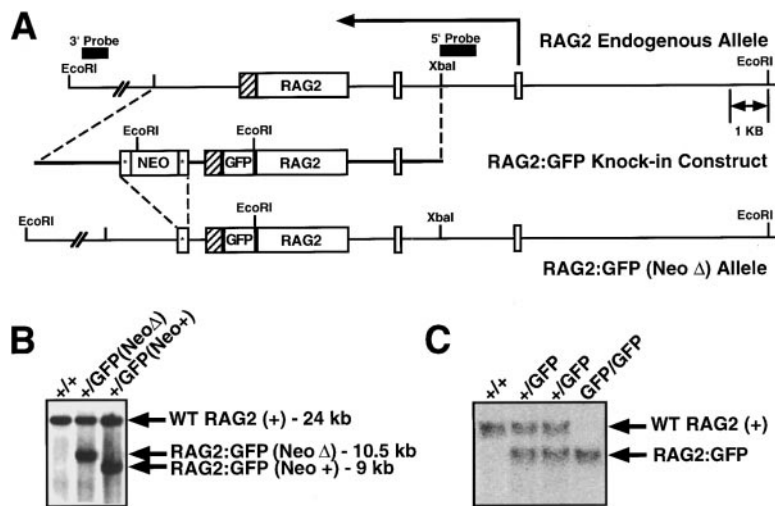 A
3' Probe
5' Probe
RAG2 Endogenous Allele
EcoRI
XbaI
EcoRI
RAG2
1 KB
EcoRI
EcoRI
* NEO *
GFP
RAG2
RAG2:GFP Knock-in Construct
EcoRI
EcoRI
XbaI
EcoRI
*
GFP
RAG2
RAG2:GFP (Neo Δ) Allele
B
+/+
+/GFP(NeoΔ)
+/GFP(Neo+)
WT RAG2 (+) - 24 kb
RAG2:GFP (Neo Δ) - 10.5 kb
RAG2:GFP (Neo +) - 9 kb
C
+/+
+/GFP
+/GFP
GFP/GFP
WT RAG2 (+)
RAG2:GFP